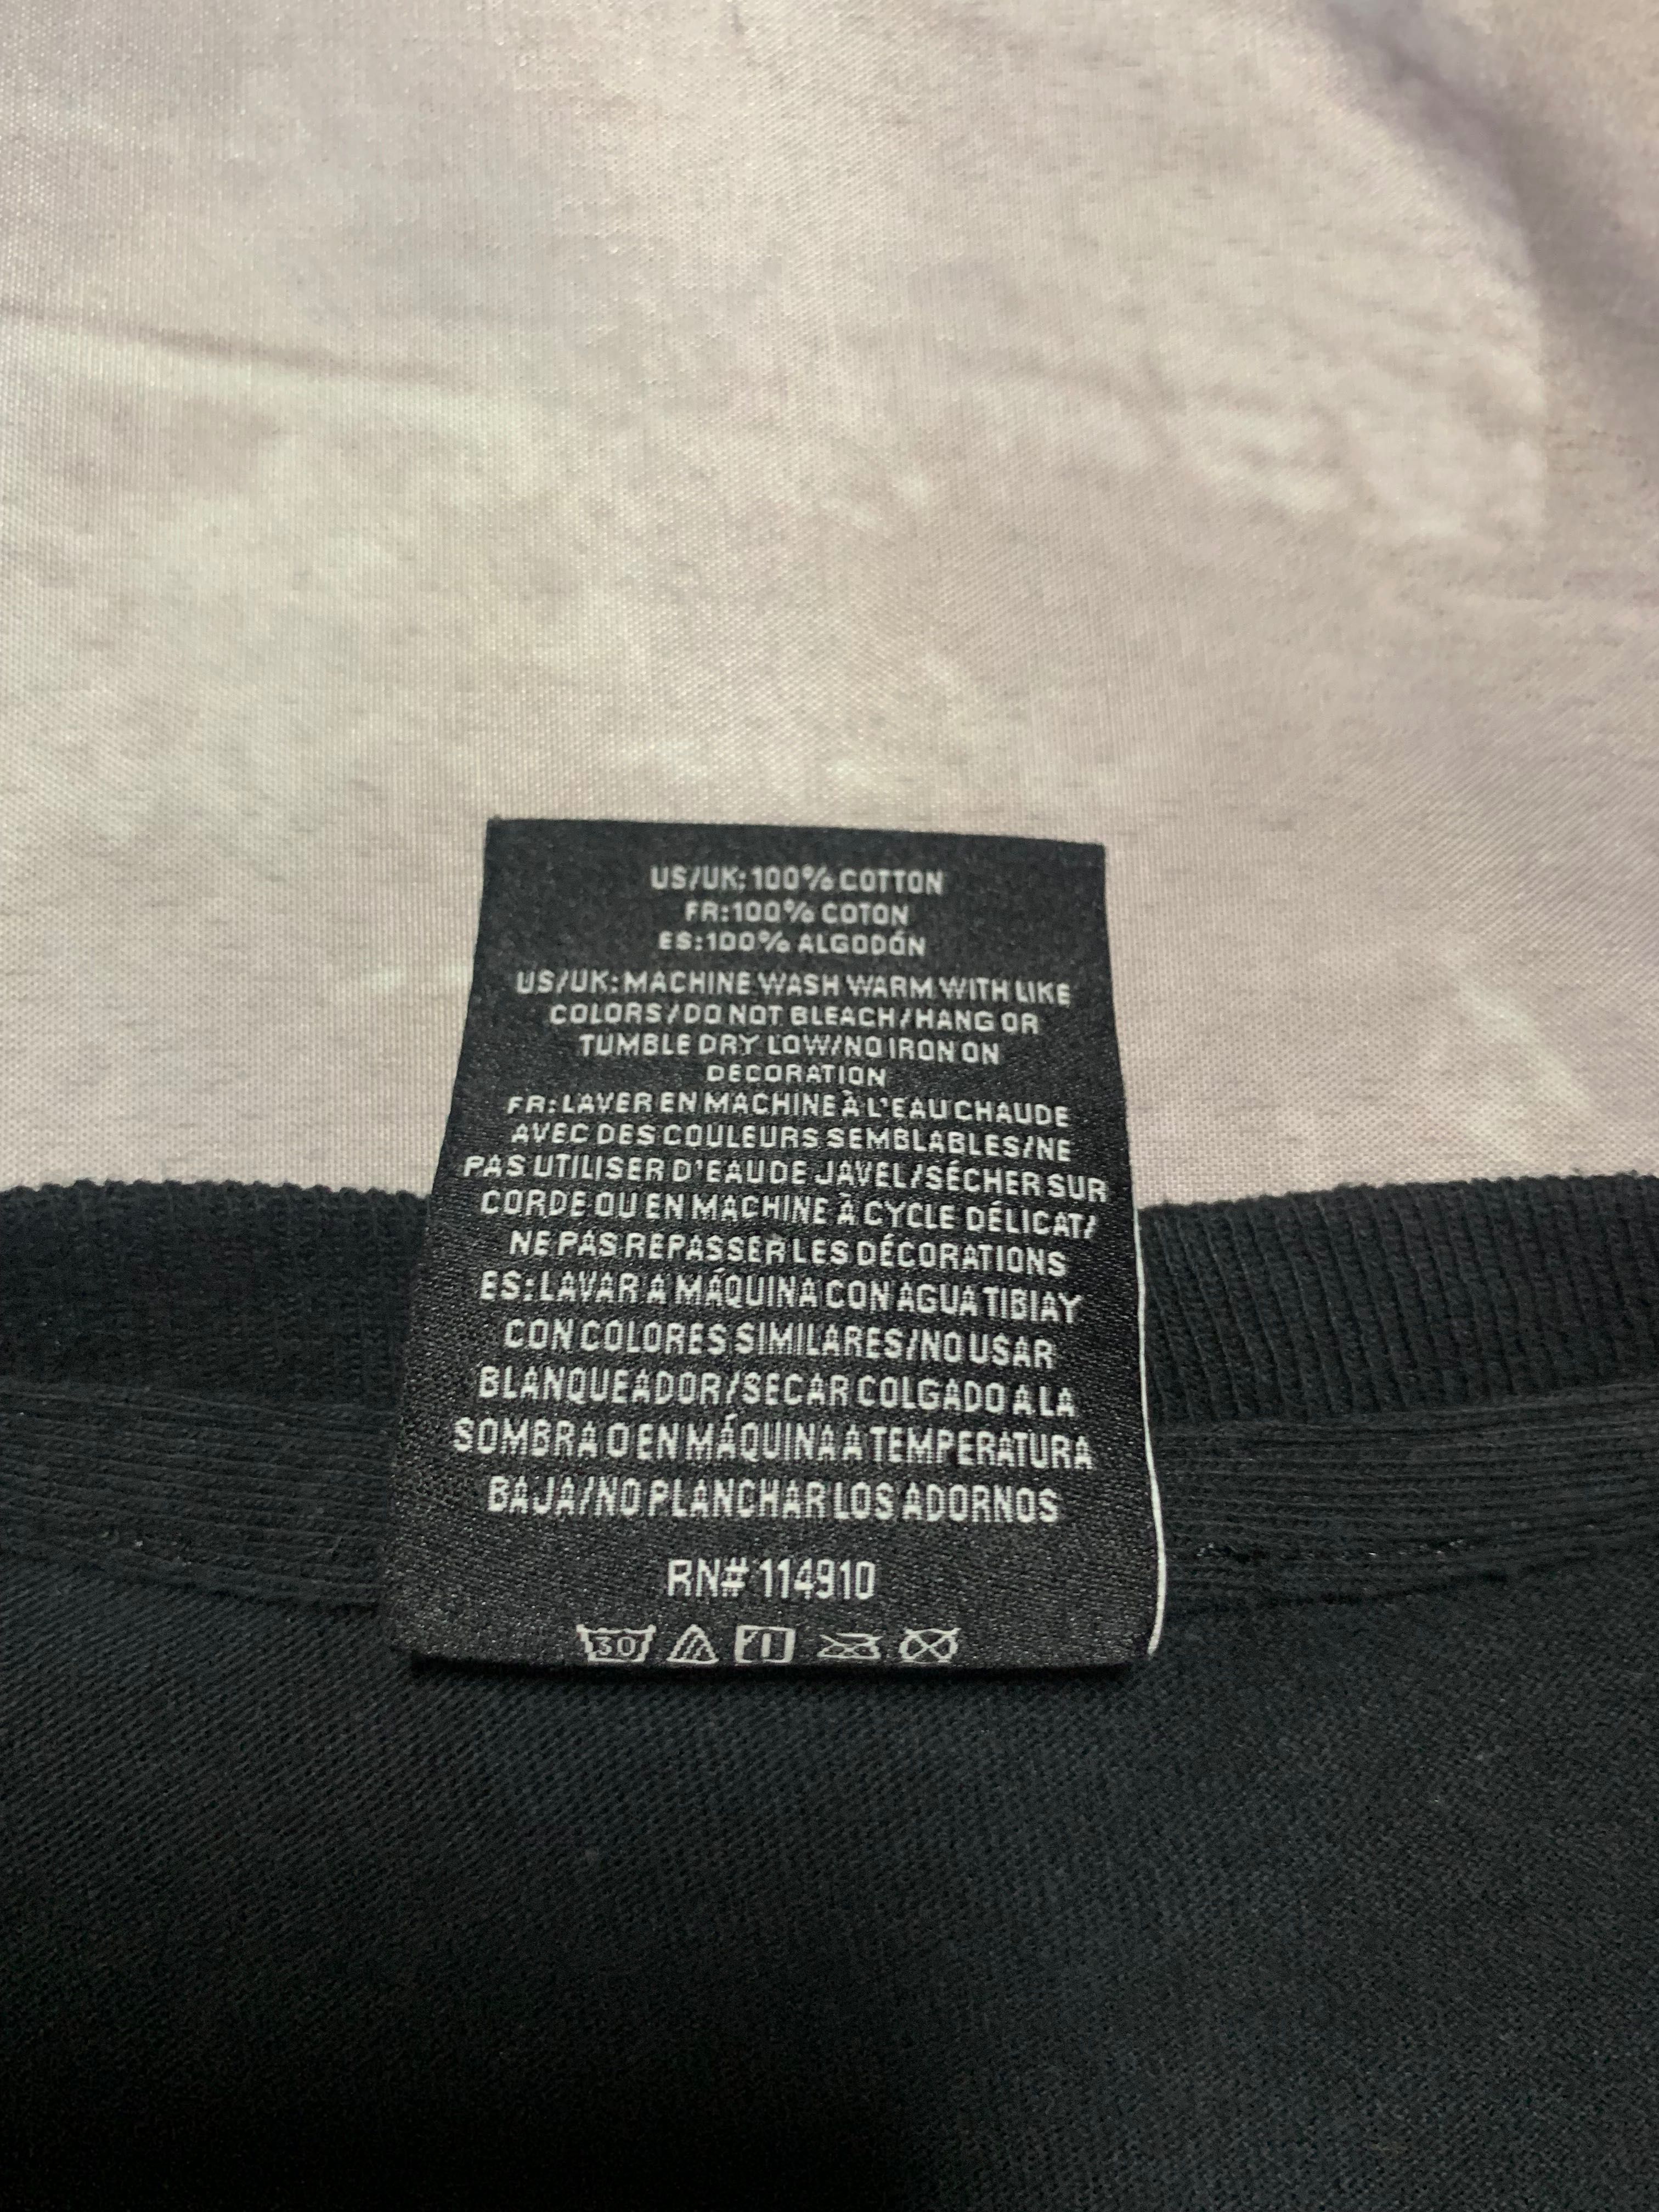 US/UK: 100% COTTON
FR: 100% COTON
ES: 100% ALGODÓN
US/UK: MACHINE WASH WARM WITH LIKE
COLORS/DO NOT BLEACH/HANG OR
TUMBLE DRY LOW/NO IRON ON
DECORATION
FR: LAVER EN MACHINE À L'EAU CHAUDE
AVEC DES COULEURS SEMBLABLES/NE
PAS UTILISER D'EAU DE JAVEL/SÉCHER SUR
CORDE OU EN MACHINE À CYCLE DÉLICAT/
NE PAS REPASSER LES DÉCORATIONS
ES: LAVAR A MÁQUINA CON AGUA TIBIA Y
CON COLORES SIMILARES/NO USAR
BLANQUEADOR/SECAR COLGADO A LA
SOMBRA O EN MÁQUINA A TEMPERATURA
BAJA/NO PLANCHAR LOS ADORNOS
RN# 114910
30